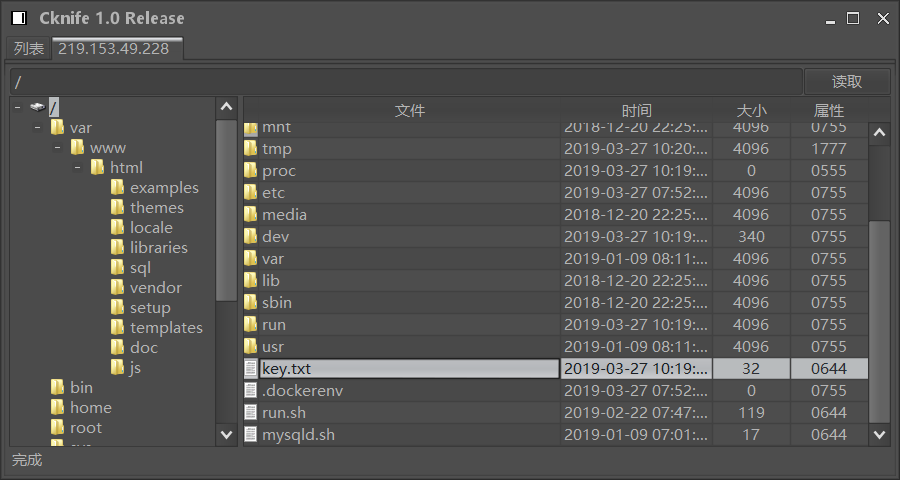 Cknife 1.0 Release
列表 219.153.49.228
/ 读取
/
var
www
html
examples
themes
locale
libraries
sql
vendor
setup
templates
doc
js
bin
home
root
文件 时间 大小 属性
mnt 2018-12-20 22:25:... 4096 0755
tmp 2019-03-27 10:20:... 4096 1777
proc 2019-03-27 10:19:... 0 0555
etc 2019-03-27 07:52:... 4096 0755
media 2018-12-20 22:25:... 4096 0755
dev 2019-03-27 10:19:... 340 0755
var 2019-01-09 08:11:... 4096 0755
lib 2018-12-20 22:25:... 4096 0755
sbin 2018-12-20 22:25:... 4096 0755
run 2019-03-27 10:19:... 4096 0755
usr 2019-01-09 08:11:... 4096 0755
key.txt 2019-03-27 10:19:... 32 0644
.dockerenv 2019-03-27 07:52:... 0 0755
run.sh 2019-02-22 07:47:... 119 0644
mysqld.sh 2019-01-09 07:01:... 17 0644
完成